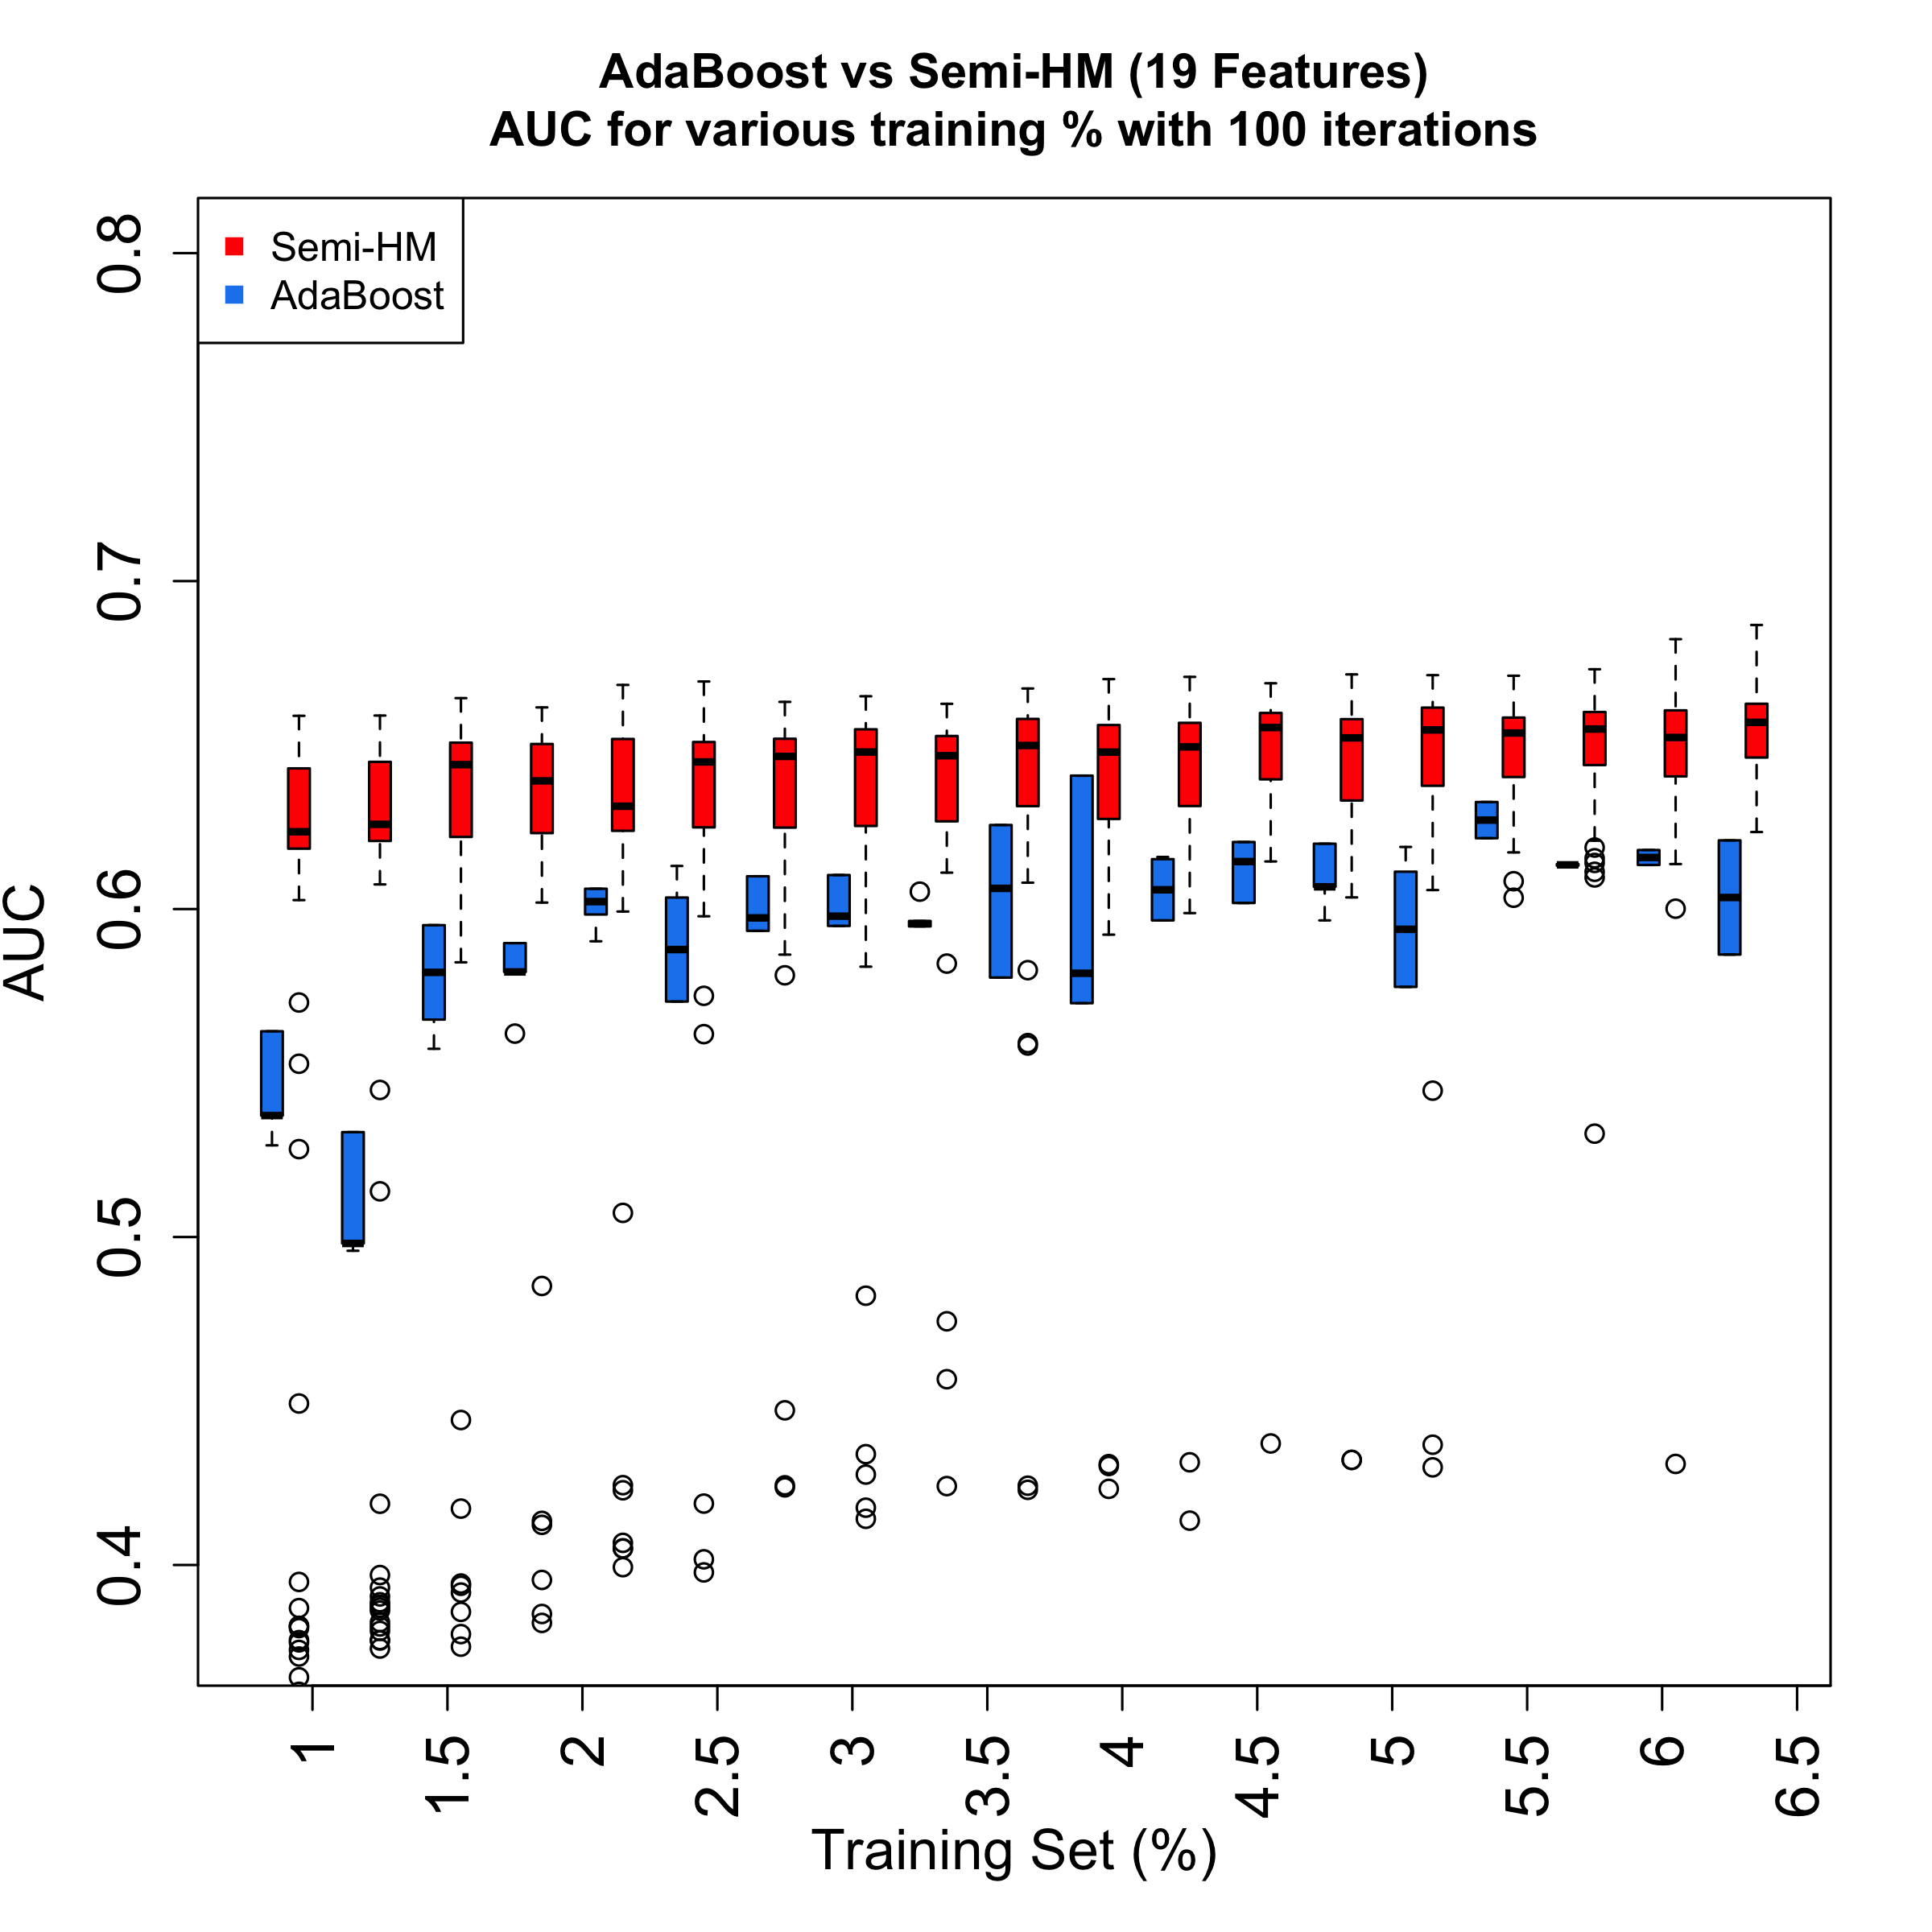 AdaBoost vs Semi-HM (19 Features)
AUC for various training % with 100 iterations
Semi-HM
AdaBoost
0.8
0.7
0.6
0.5
0.4
AUC
1
1.5
2
2.5
3
3.5
4
4.5
5
5.5
6
6.5
Training Set (%)